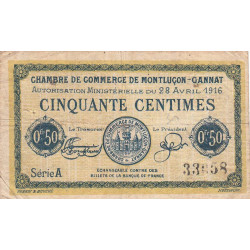 CHAMBRE DE COMMERCE DE MONTLUÇON-GANNAT
AUTORISATION MINISTÉRIELLE DU 28 AVRIL 1916
CINQUANTE CENTIMES
Le Trésorier Le Président
0F50 0F50
Série A
ÉCHANGEABLE CONTRE DES
BILLETS DE LA BANQUE DE FRANCE